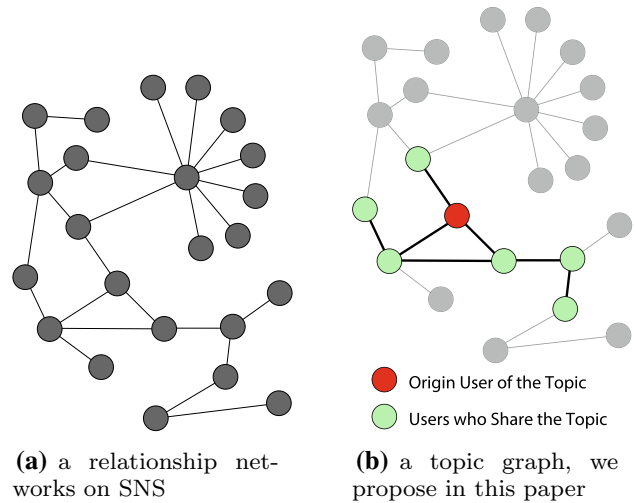 Origin User of the Topic
Users who Share the Topic
(a) a relationship net-
works on SNS
(b) a topic graph, we
propose in this paper